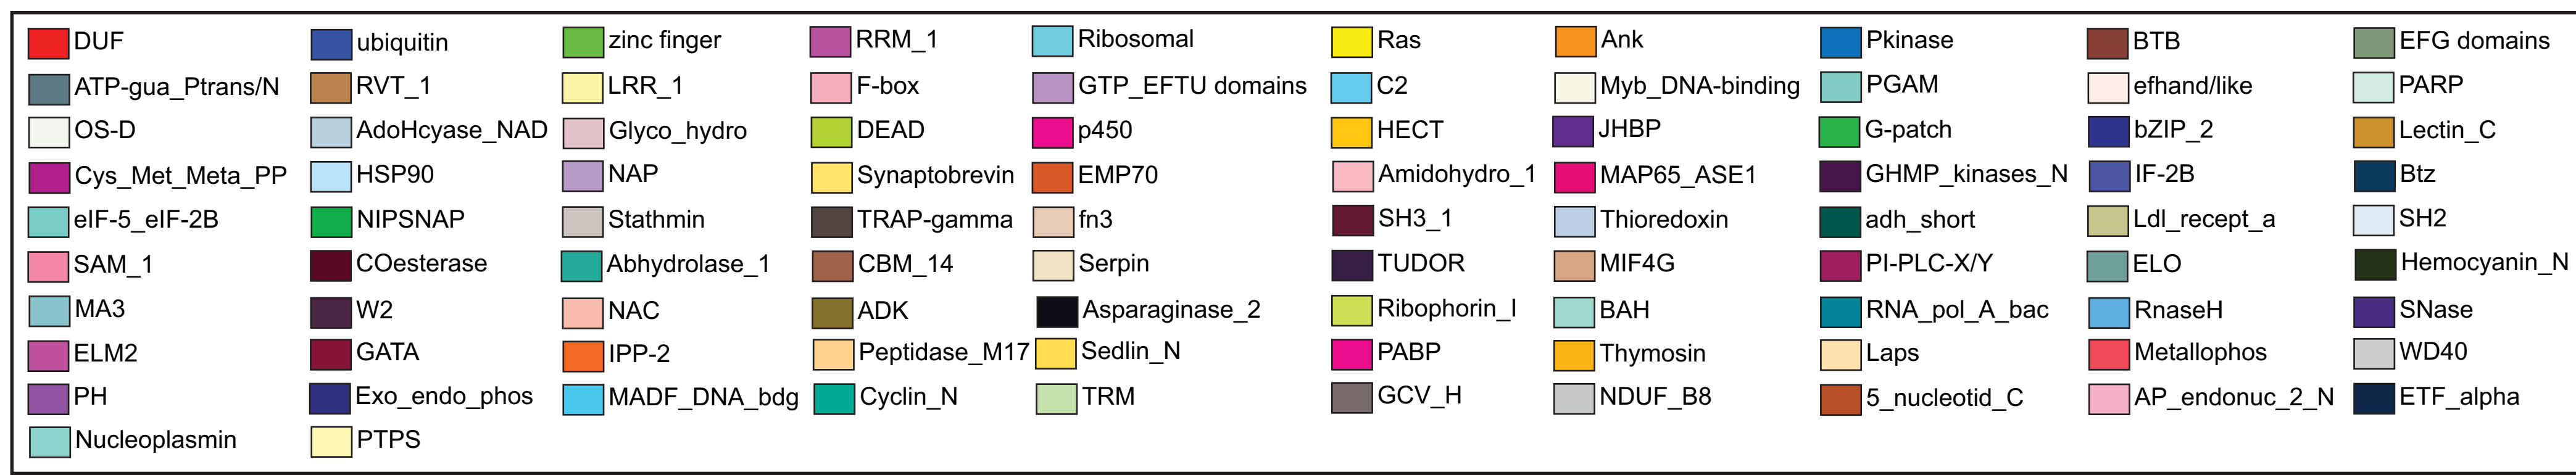 DUF ubiquitin zinc finger RRM_1 Ribosomal Ras Ank Pkinase BTB EFG domains
ATP-gua_Ptrans/N RVT_1 LRR_1 F-box GTP_EFTU domains C2 Myb_DNA-binding PGAM efhand/like PARP
OS-D AdoHcyase_NAD Glyco_hydro DEAD p450 HECT JHBP G-patch bZIP_2 Lectin_C
Cys_Met_Meta_PP HSP90 NAP Synaptobrevin EMP70 Amidohydro_1 MAP65_ASE1 GHMP_kinases_N IF-2B Btz
eIF-5_eIF-2B NIPSNAP Stathmin TRAP-gamma fn3 SH3_1 Thioredoxin adh_short Ldl_recept_a SH2
SAM_1 COesterase Abhydrolase_1 CBM_14 Serpin TUDOR MIF4G PI-PLC-X/Y ELO Hemocyanin_N
MA3 W2 NAC ADK Asparaginase_2 Ribophorin_I BAH RNA_pol_A_bac RnaseH SNase
ELM2 GATA IPP-2 Peptidase_M17 Sedlin_N PABP Thymosin Laps Metallophos WD40
PH Exo_endo_phos MADF_DNA_bdg Cyclin_N TRM GCV_H NDUF_B8 5_nucleotid_C AP_endonuc_2_N ETF_alpha
Nucleoplasmin PTPS